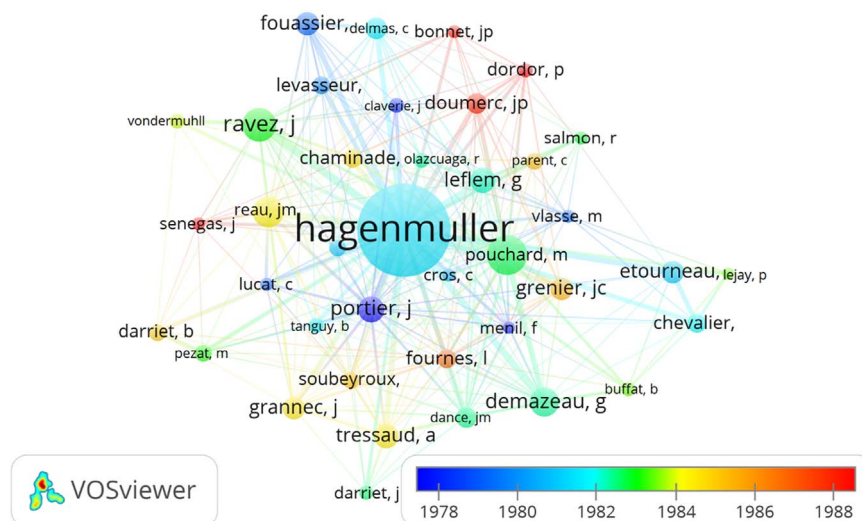 fouassier,
delmas, c
bonnet, jp
dordor, p
levasseur,
claverie, j
doumerc, jp
vondermuhll
ravez, j
salmon, r
chaminade,
olazcuaga, r
parent, c
leflem, g
reau, jm
senegas, j
hagenmuller
vlasse, m
pouchard, m
etourneau,
lejay, p
cros, c
lucat, c
grenier, jc
portier, j
tanguy, b
menil, f
chevalier,
darriet, b
pezat, m
fournes, l
soubeyroux,
buffat, b
grannec, j
demazeau, g
dance, jm
tressaud, a
darriet, j
VOSviewer
1978 1980 1982 1984 1986 1988